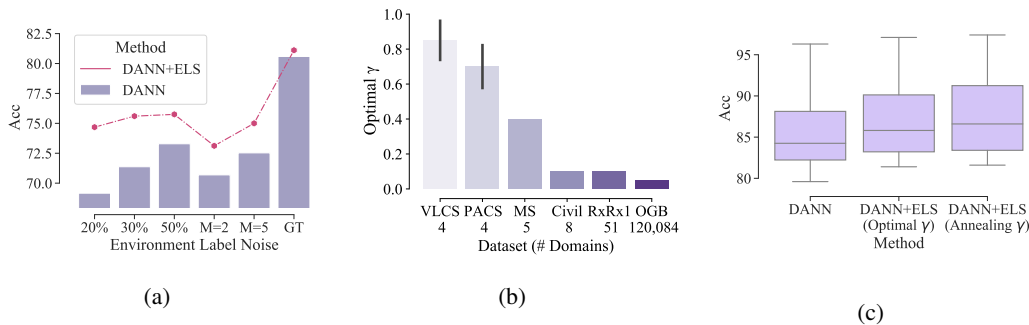 82.5
80.0
77.5
75.0
72.5
70.0
Acc
Method
DANN+ELS
DANN
20% 30% 50% M=2 M=5 GT
Environment Label Noise
(a)
1.0
0.8
0.6
0.4
0.2
0.0
Optimal γ
VLCS PACS MS Civil RxRx1 OGB
4 4 5 8 51 120,084
Dataset (# Domains)
(b)
95
90
85
80
Acc
DANN DANN+ELS DANN+ELS
(Optimal γ) (Annealing γ)
Method
(c)